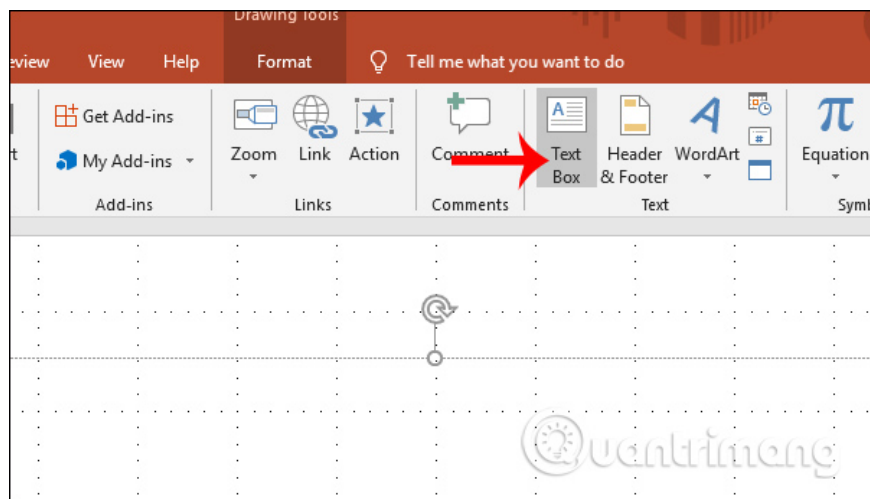 Drawing Tools
eview View Help Format Tell me what you want to do
Get Add-ins
My Add-ins
Zoom Link Action Comment Text Box Header & Footer WordArt Equation
Add-ins Links Comments Text Symb
Quantrimang